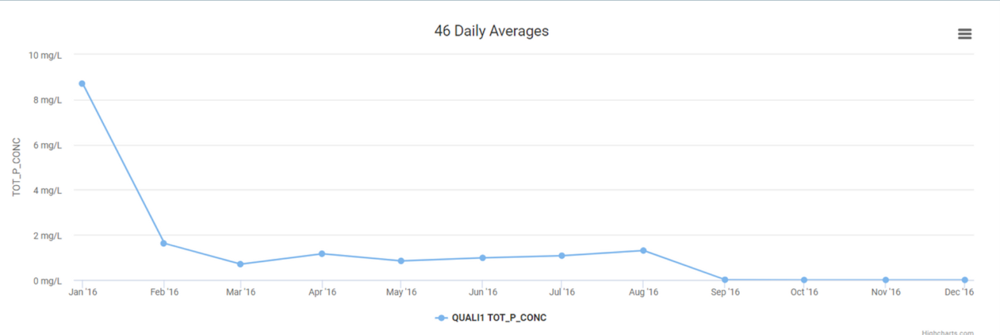 46 Daily Averages
10 mg/L
8 mg/L
6 mg/L
4 mg/L
2 mg/L
0 mg/L
TOT_P_CONC
Jan '16 Feb '16 Mar '16 Apr '16 May '16 Jun '16 Jul '16 Aug '16 Sep '16 Oct '16 Nov '16 Dec '16
QUALI1 TOT_P_CONC
Highcharts.com